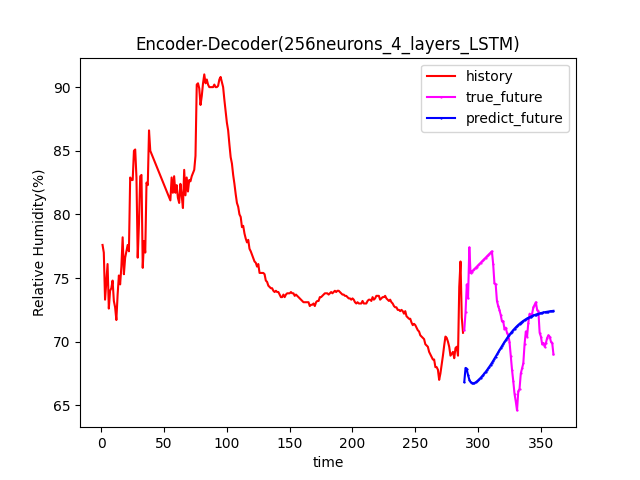 Encoder-Decoder(256neurons_4_layers_LSTM)
history
true_future
predict_future
Relative Humidity(%)
90
85
80
75
70
65
0
50
100
150
200
250
300
350
time